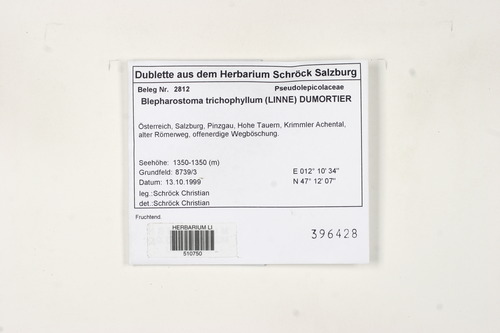 Dublette aus dem Herbarium Schröck Salzburg
Beleg Nr. 2812 Pseudolepicolaceae
Blepharostoma trichophyllum (LINNE) DUMORTIER
Österreich, Salzburg, Pinzgau, Hohe Tauern, Krimmler Achental,
alter Römerweg, offenerdige Wegböschung.
Seehöhe: 1350-1350 (m)
Grundfeld: 8739/3 E 012° 10' 34"
Datum: 13.10.1999 N 47° 12' 07"
leg.:Schröck Christian
det.:Schröck Christian
Fruchtend.
HERBARIUM LI
510750
396428